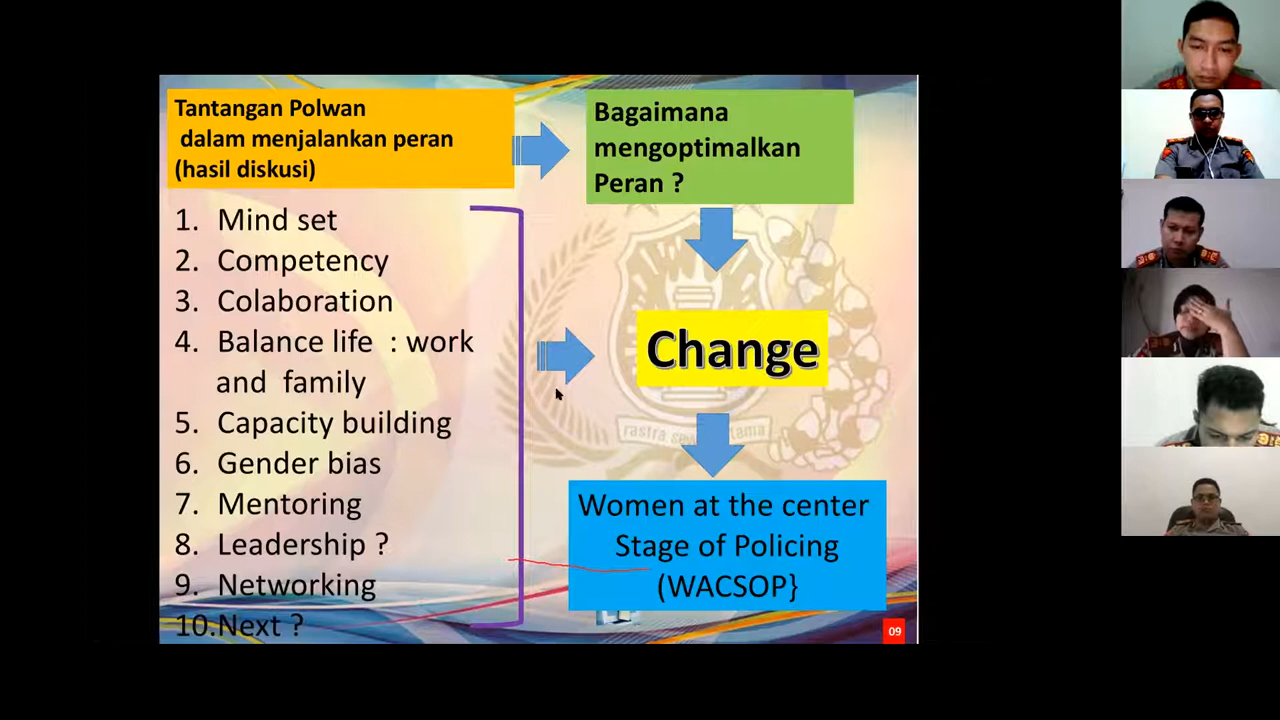 Tantangan Polwan
dalam menjalankan peran
(hasil diskusi)
Bagaimana
mengoptimalkan
Peran ?
1. Mind set
2. Competency
3. Colaboration
4. Balance life : work
and family
5. Capacity building
6. Gender bias
7. Mentoring
8. Leadership ?
9. Networking
10.Next ?
Change
rastra
tama
Women at the center
Stage of Policing
(WACSOP}
09